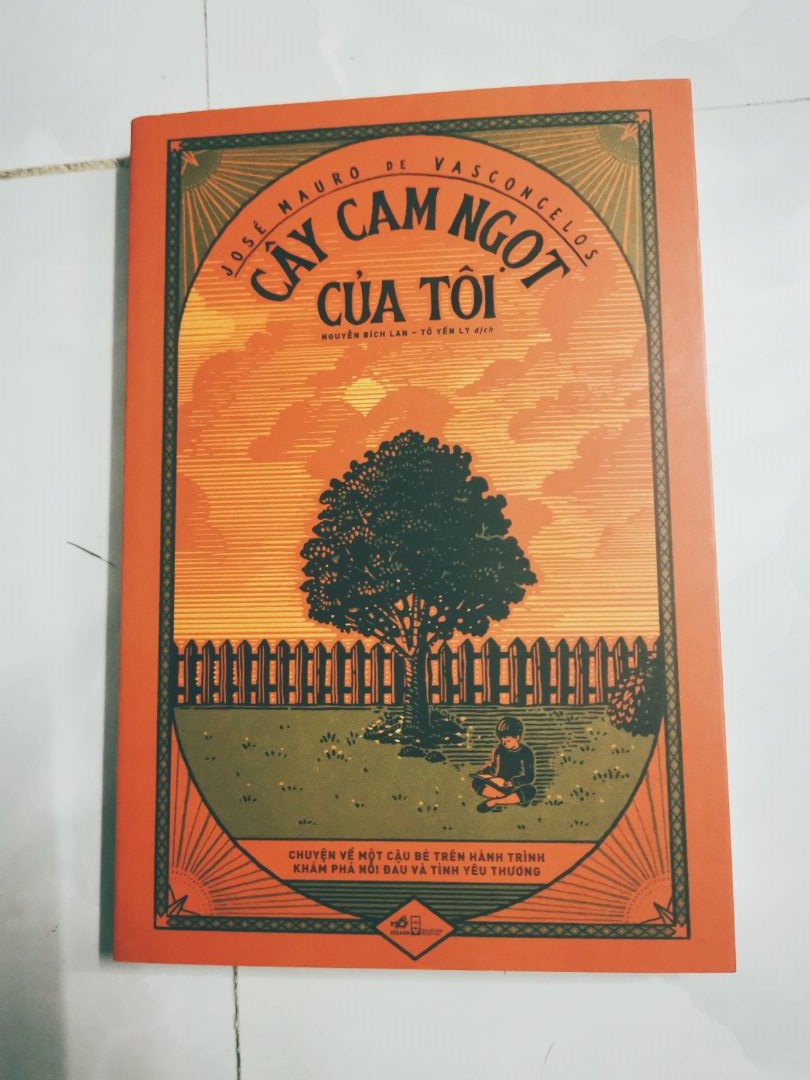 JOSÉ MAURO DE VASCONCELOS
CÂY CAM NGỌT
CỦA TÔI
NGUYỄN BÍCH LAN – TÔ YẾN LY dịch
CHUYỆN VỀ MỘT CẬU BÉ TRÊN HÀNH TRÌNH
KHÁM PHÁ NỖI ĐAU VÀ TÌNH YÊU THƯƠNG